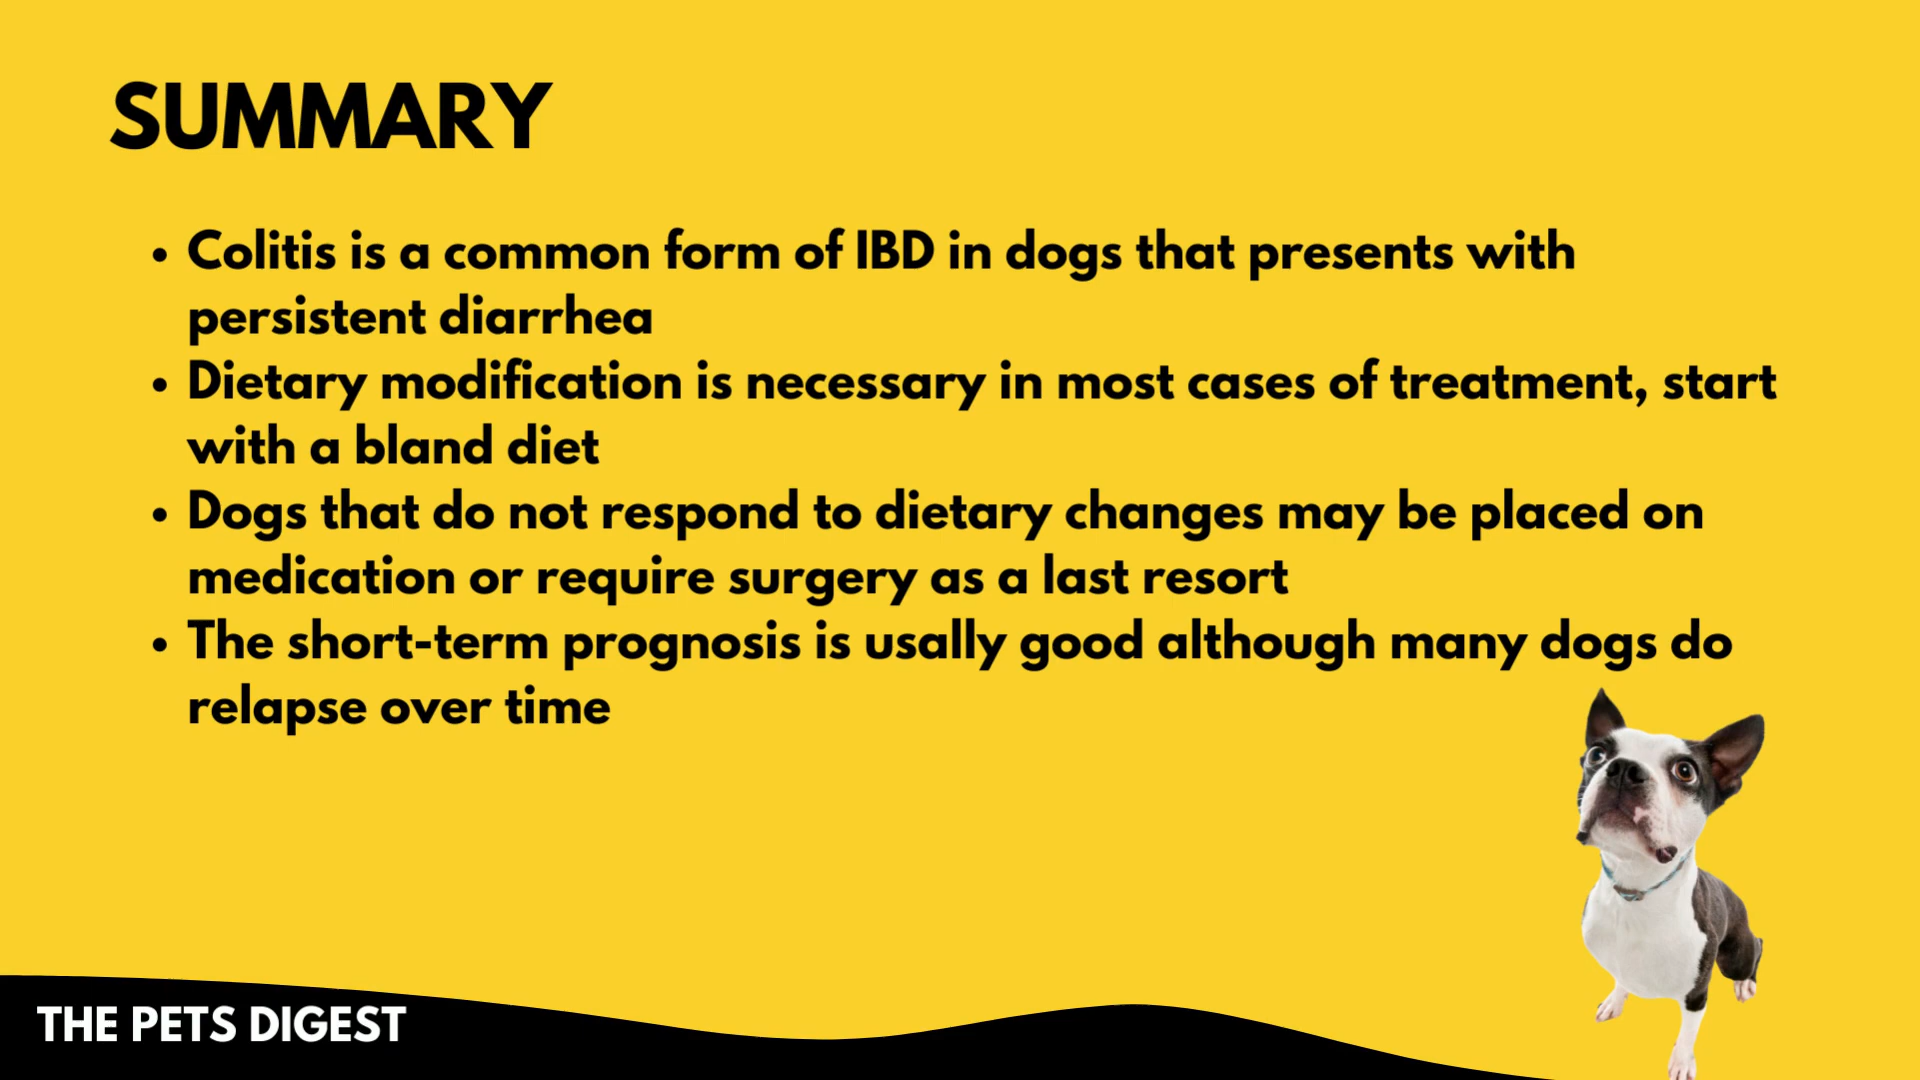 SUMMARY
• Colitis is a common form of IBD in dogs that presents with
persistent diarrhea
• Dietary modification is necessary in most cases of treatment, start
with a bland diet
• Dogs that do not respond to dietary changes may be placed on
medication or require surgery as a last resort
• The short-term prognosis is usally good although many dogs do
relapse over time
THE PETS DIGEST